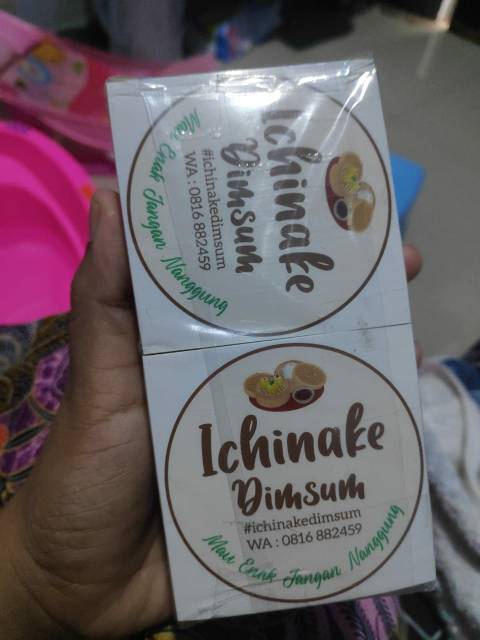 Ichinake
Dimsum
#ichinakedimsum
WA : 0816 882459
Mau Enak Jangan Nanggung
Ichinake
Dimsum
#ichinakedimsum
WA : 0816 882459
Mau Enak Jangan Nanggung